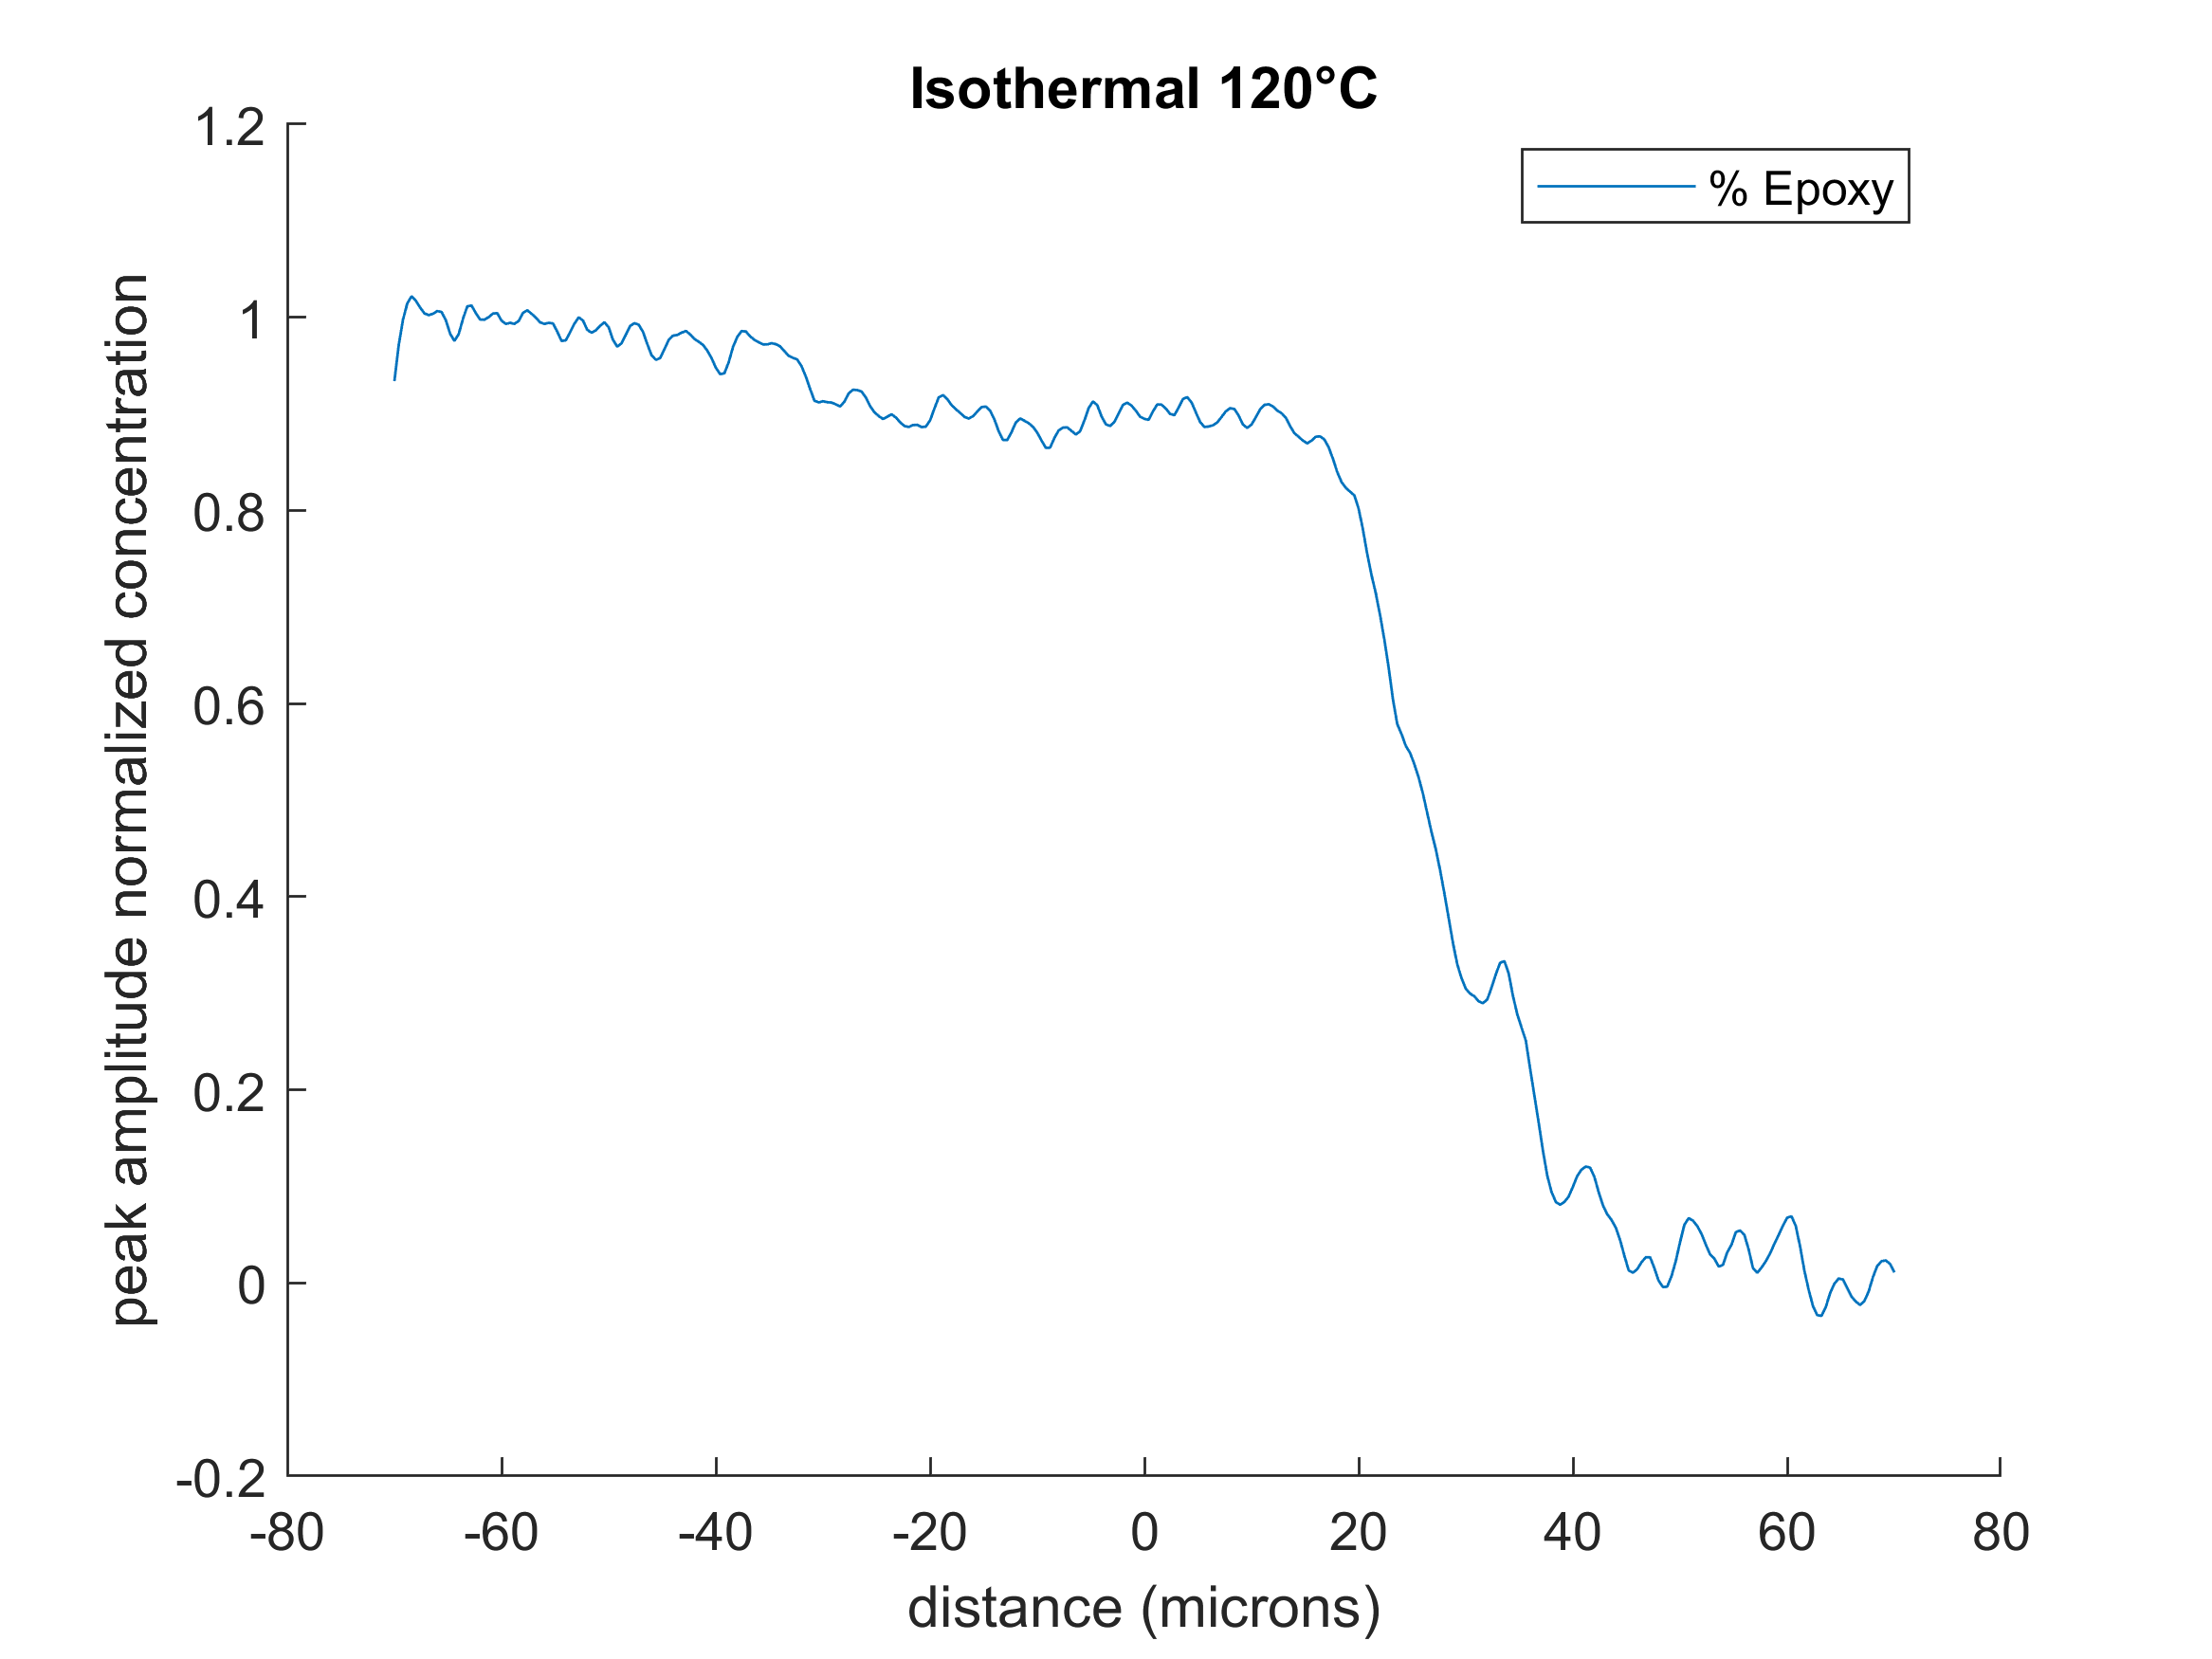 Isothermal 120°C
% Epoxy
peak amplitude normalized concentration
1.2
1
0.8
0.6
0.4
0.2
0
-0.2
-80 -60 -40 -20 0 20 40 60 80
distance (microns)